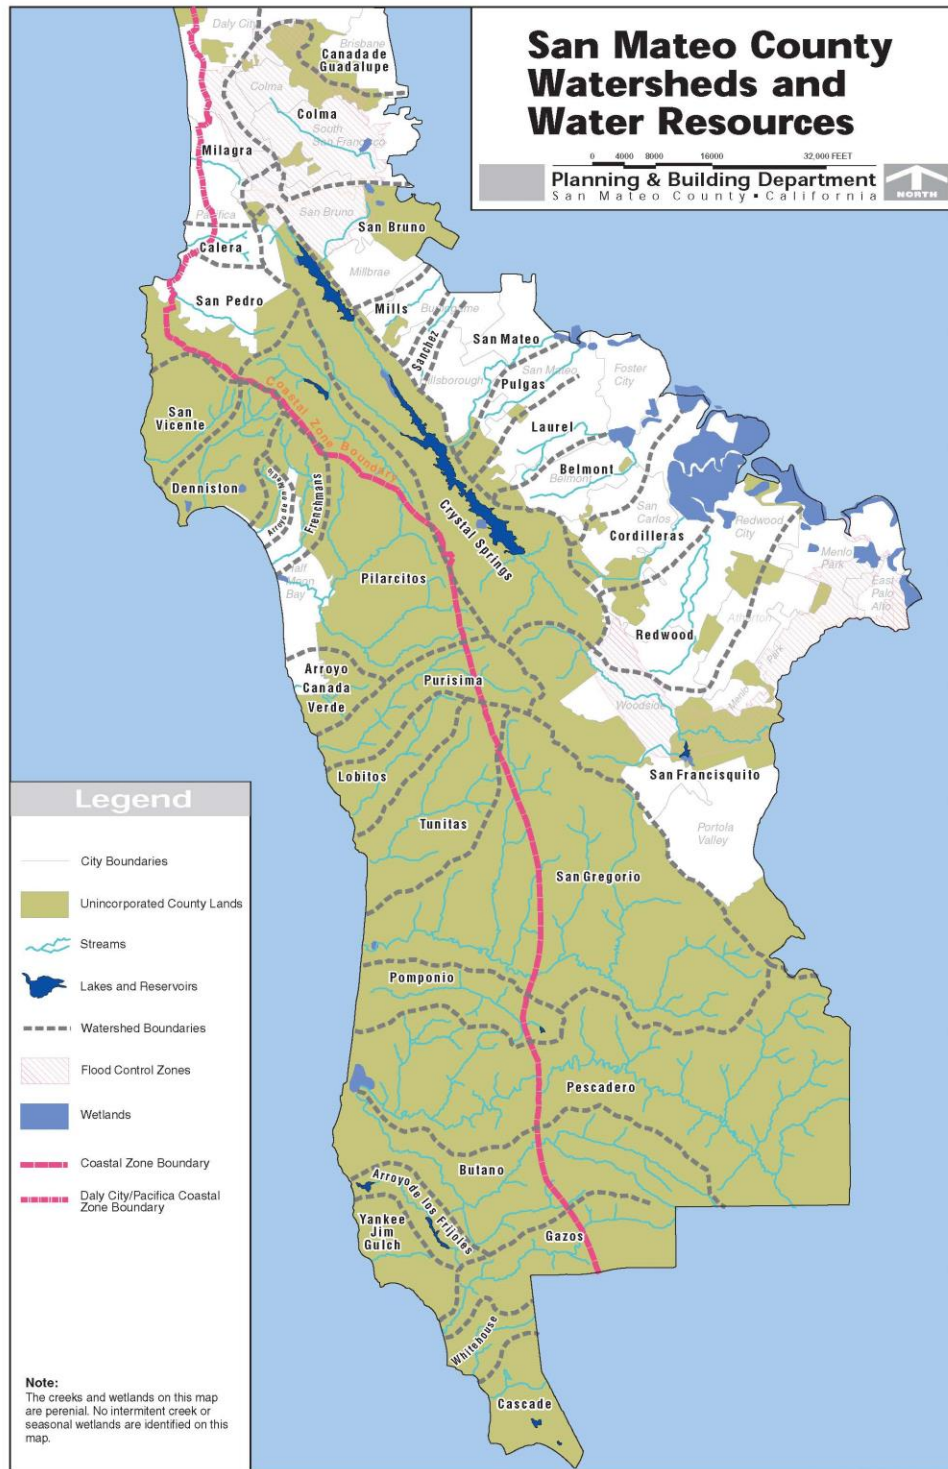 San Mateo County
Watersheds and
Water Resources
0 4000 8000 16000 32,000 FEET
Planning & Building Department
San Mateo County • California
NORTH
Daly City
Brisbane
Canada de
Guadalupe
Colma
Colma
South
San Francisco
Milagra
Pacifica
San Bruno
San Bruno
Calera
Millbrae
San Pedro
Mills
Burlingame
Sanchez
San Mateo
Hillsborough
San Mateo
Foster
City
Pulgas
Coastal Zone Boundary
San
Vicente
Laurel
Belmont
Belmont
Denniston
Arroyo de en Medio
Frenchmans
Crystal Springs
San
Carlos
Redwood
City
Cordilleras
Menlo
Park
East
Palo
Alto
Half
Moon
Bay
Pilarcitos
Atherton
Redwood
Menlo
Park
Arroyo
Canada
Verde
Purisima
Woodside
Lobitos
San Francisquito
Tunitas
Portola
Valley
San Gregorio
Pomponio
Pescadero
Butano
Arroyo de los Frijoles
Yankee
Jim
Gulch
Gazos
Whitehouse
Cascade
Legend
City Boundaries
Unincorporated County Lands
Streams
Lakes and Reservoirs
Watershed Boundaries
Flood Control Zones
Wetlands
Coastal Zone Boundary
Daly City/Pacifica Coastal
Zone Boundary
Note:
The creeks and wetlands on this map
are perenial. No intermitent creek or
seasonal wetlands are identified on this
map.